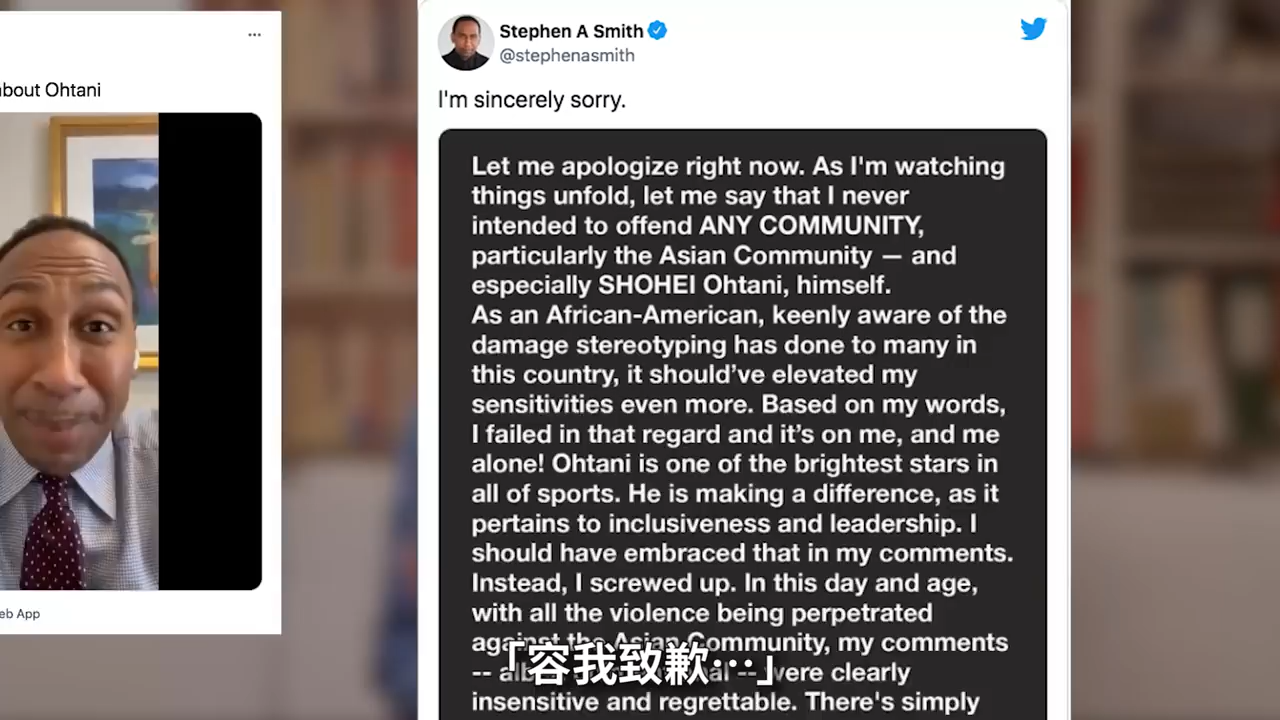 ...
about Ohtani
eb App
Stephen A Smith
@stephenasmith
I'm sincerely sorry.
Let me apologize right now. As I'm watching
things unfold, let me say that I never
intended to offend ANY COMMUNITY,
particularly the Asian Community — and
especially SHOHEI Ohtani, himself.
As an African-American, keenly aware of the
damage stereotyping has done to many in
this country, it should've elevated my
sensitivities even more. Based on my words,
I failed in that regard and it's on me, and me
alone! Ohtani is one of the brightest stars in
all of sports. He is making a difference, as it
pertains to inclusiveness and leadership. I
should have embraced that in my comments.
Instead, I screwed up. In this day and age,
with all the violence being perpetrated
against the Asian Community, my comments
-- were clearly
insensitive and regrettable. There's simply
「容我致歉…」